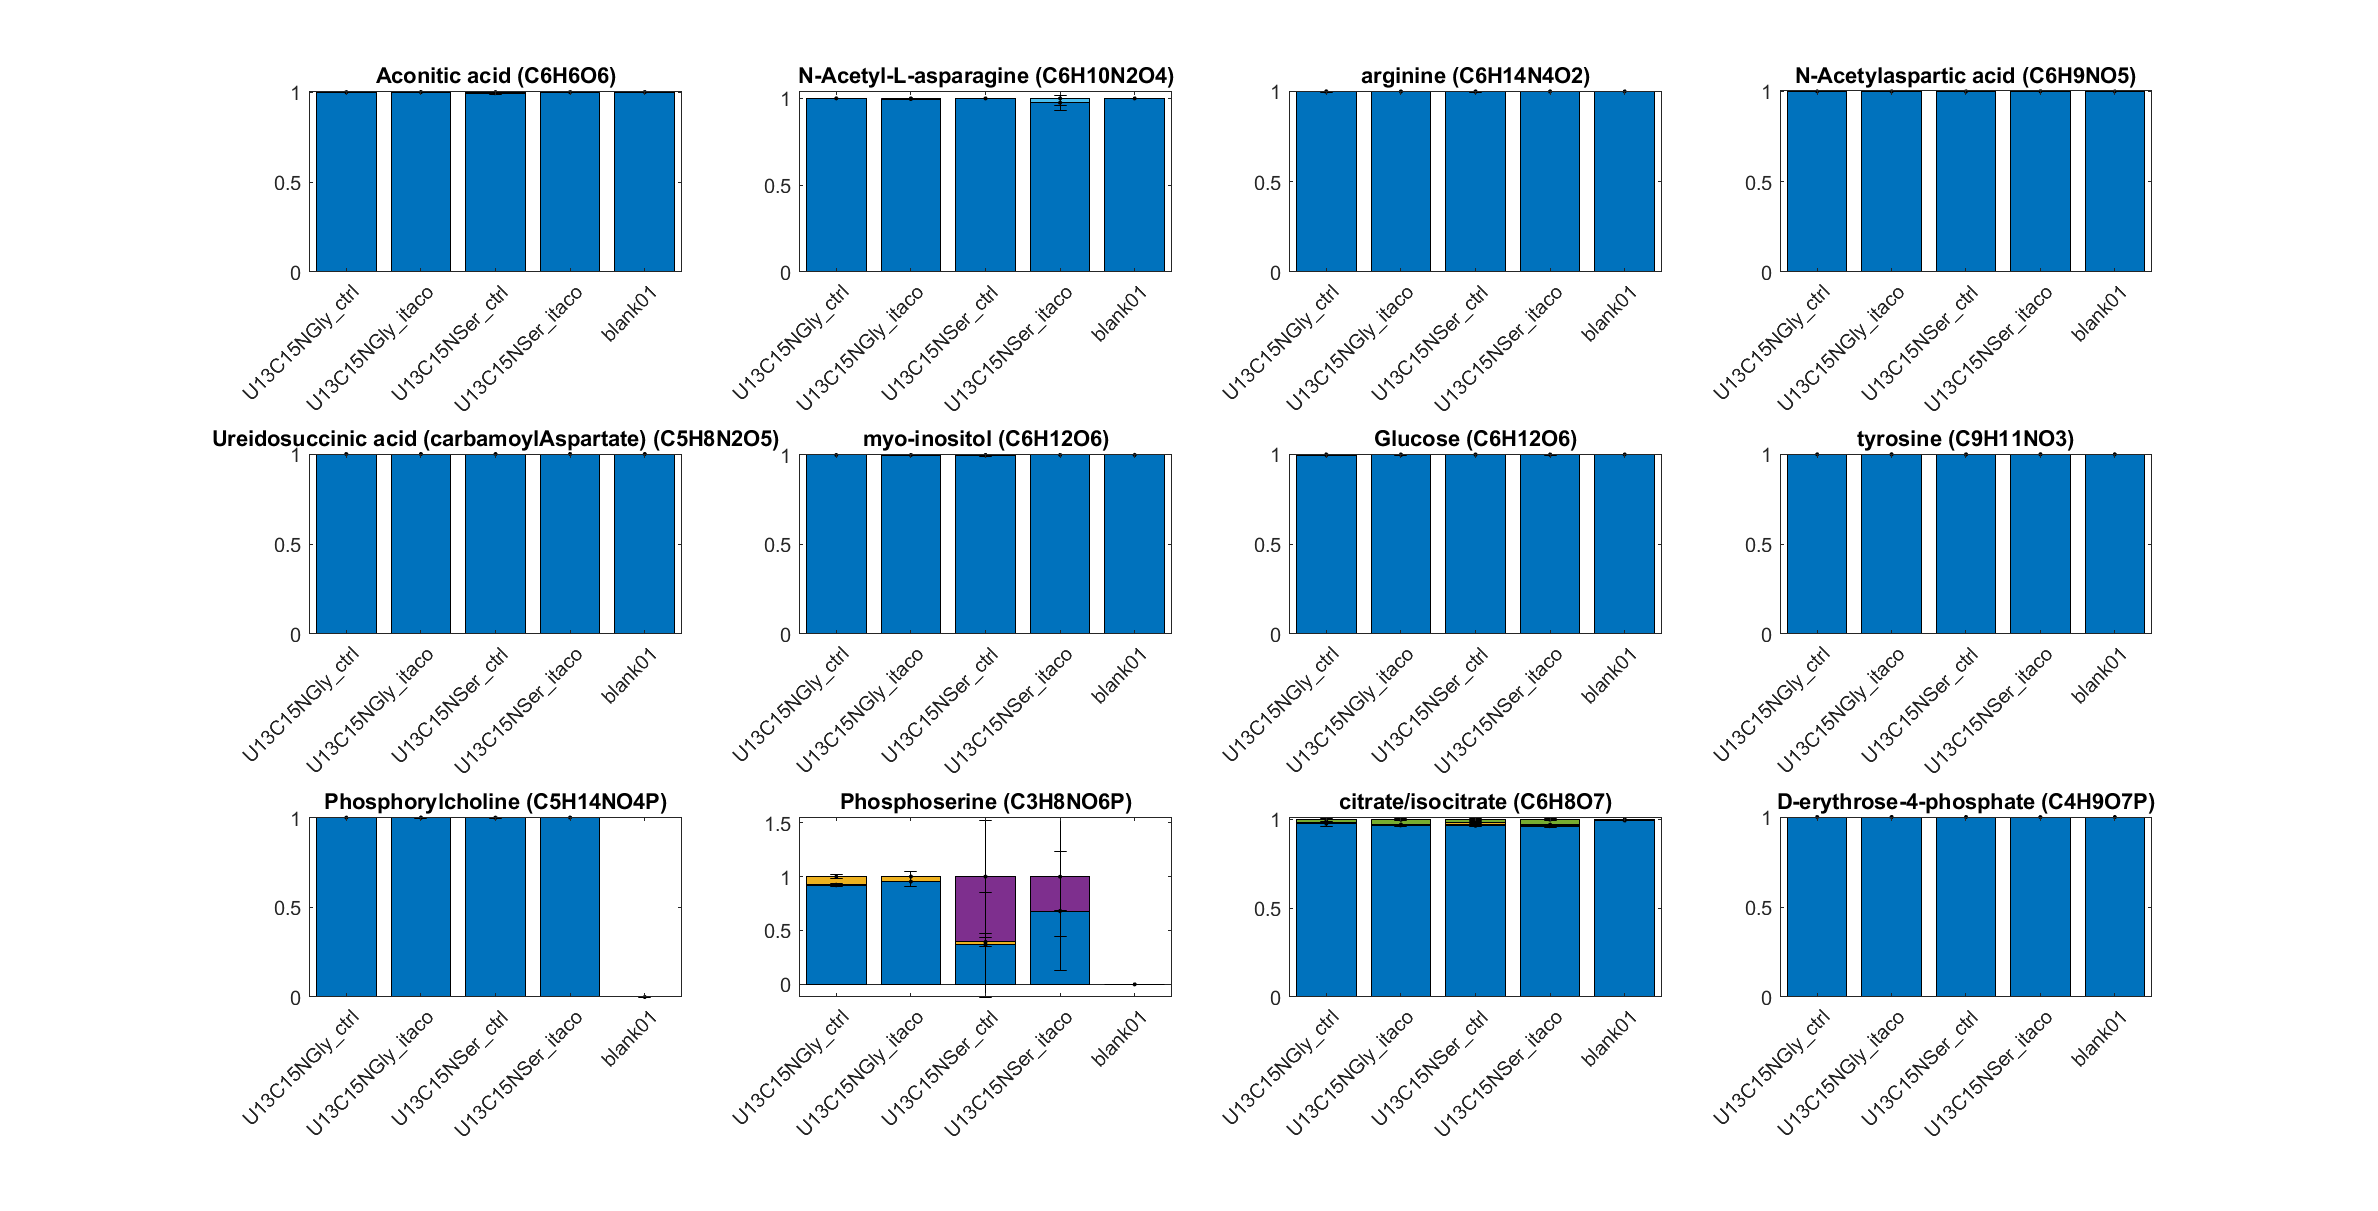 Aconitic acid (C6H6O6)
1
0.5
0
U13C15NGly_ctrl
U13C15NGly_itaco
U13C15NSer_ctrl
U13C15NSer_itaco
blank01
N-Acetyl-L-asparagine (C6H10N2O4)
1
0.5
0
U13C15NGly_ctrl
U13C15NGly_itaco
U13C15NSer_ctrl
U13C15NSer_itaco
blank01
arginine (C6H14N4O2)
1
0.5
0
U13C15NGly_ctrl
U13C15NGly_itaco
U13C15NSer_ctrl
U13C15NSer_itaco
blank01
N-Acetylaspartic acid (C6H9NO5)
1
0.5
0
U13C15NGly_ctrl
U13C15NGly_itaco
U13C15NSer_ctrl
U13C15NSer_itaco
blank01
Ureidosuccinic acid (carbamoylAspartate) (C5H8N2O5)
1
0.5
0
U13C15NGly_ctrl
U13C15NGly_itaco
U13C15NSer_ctrl
U13C15NSer_itaco
blank01
myo-inositol (C6H12O6)
1
0.5
0
U13C15NGly_ctrl
U13C15NGly_itaco
U13C15NSer_ctrl
U13C15NSer_itaco
blank01
Glucose (C6H12O6)
1
0.5
0
U13C15NGly_ctrl
U13C15NGly_itaco
U13C15NSer_ctrl
U13C15NSer_itaco
blank01
tyrosine (C9H11NO3)
1
0.5
0
U13C15NGly_ctrl
U13C15NGly_itaco
U13C15NSer_ctrl
U13C15NSer_itaco
blank01
Phosphorylcholine (C5H14NO4P)
1
0.5
0
U13C15NGly_ctrl
U13C15NGly_itaco
U13C15NSer_ctrl
U13C15NSer_itaco
blank01
Phosphoserine (C3H8NO6P)
1.5
1
0.5
0
U13C15NGly_ctrl
U13C15NGly_itaco
U13C15NSer_ctrl
U13C15NSer_itaco
blank01
citrate/isocitrate (C6H8O7)
1
0.5
0
U13C15NGly_ctrl
U13C15NGly_itaco
U13C15NSer_ctrl
U13C15NSer_itaco
blank01
D-erythrose-4-phosphate (C4H9O7P)
1
0.5
0
U13C15NGly_ctrl
U13C15NGly_itaco
U13C15NSer_ctrl
U13C15NSer_itaco
blank01